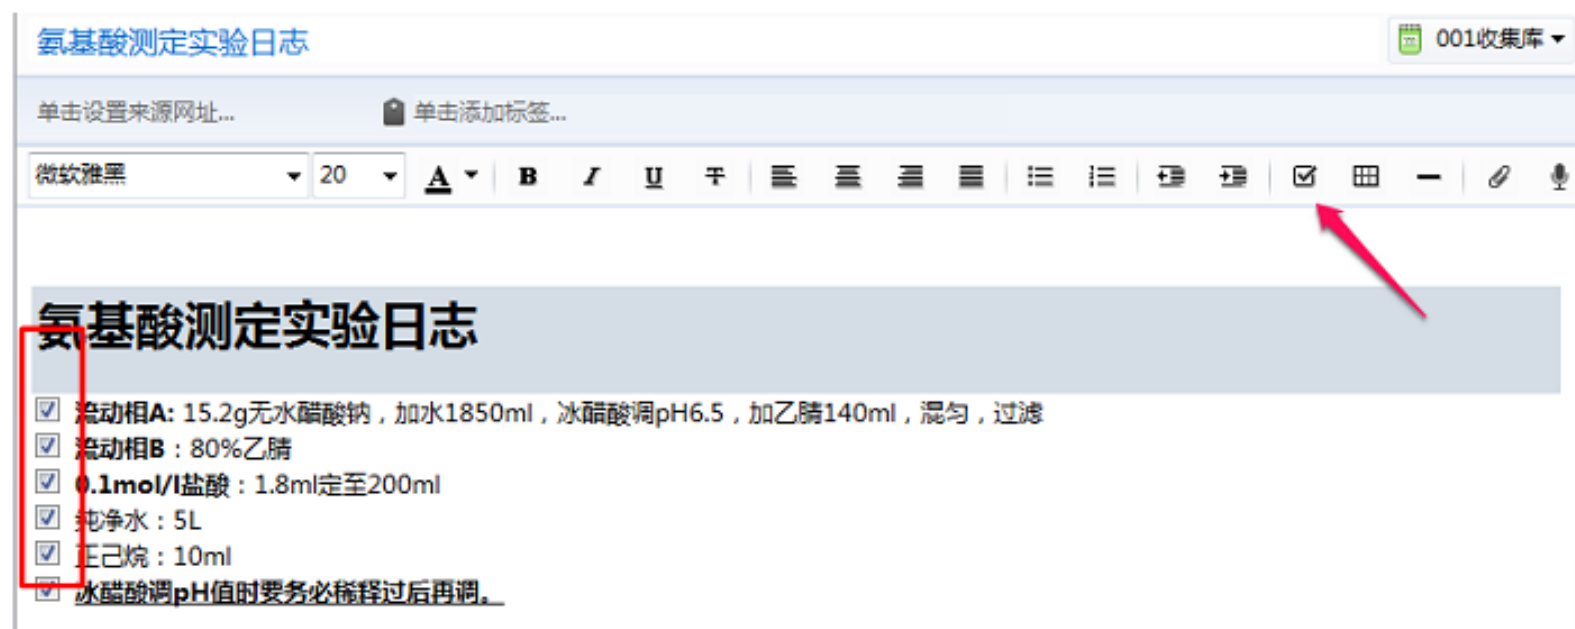 氨基酸测定实验日志
001收集库
单击设置来源网址...
单击添加标签...
微软雅黑 20 A B I U T
氨基酸测定实验日志
流动相A: 15.2g无水醋酸钠，加水1850ml，冰醋酸调pH6.5，加乙腈140ml，混匀，过滤
流动相B：80%乙腈
0.1mol/l盐酸：1.8ml定至200ml
纯净水：5L
正己烷：10ml
冰醋酸调pH值时要务必稀释过后再调。